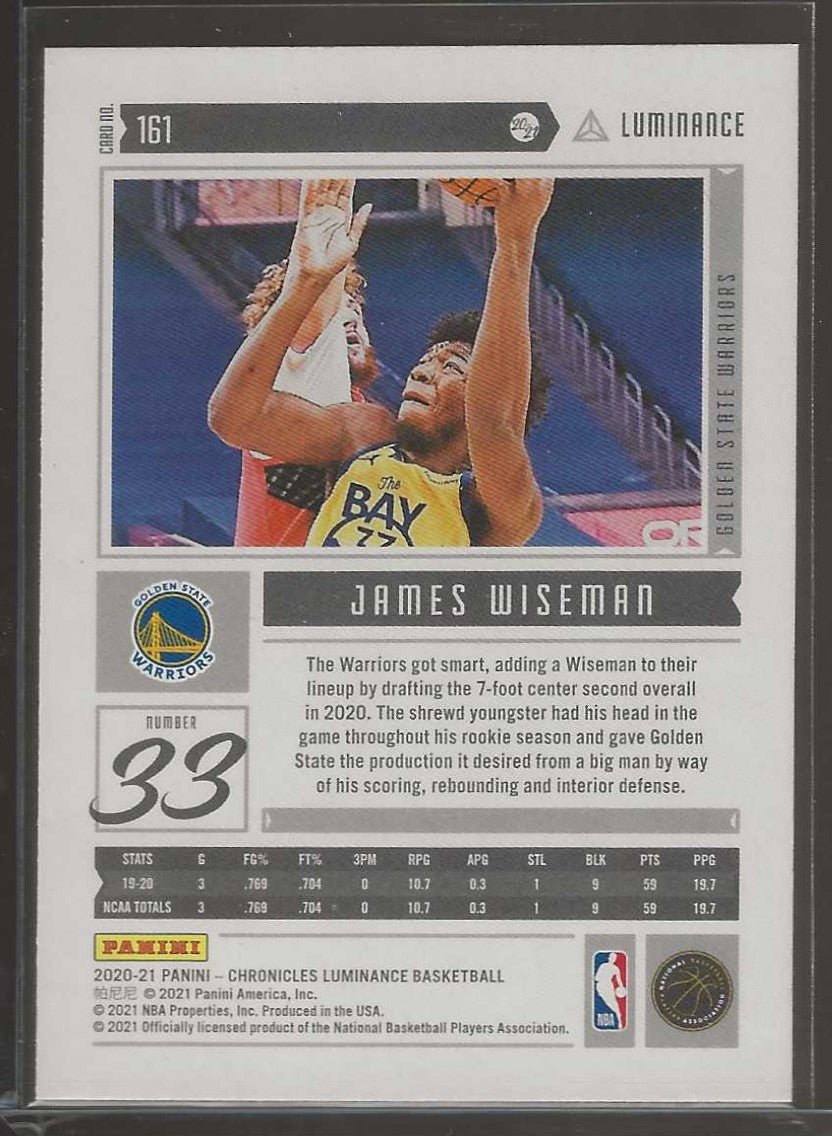 CARD NO.
161
2021
LUMINANCE
The
BAY
33
OR
GOLDEN STATE WARRIORS
GOLDEN STATE
WARRIORS
JAMES WISEMAN
The Warriors got smart, adding a Wiseman to their
lineup by drafting the 7-foot center second overall
in 2020. The shrewd youngster had his head in the
game throughout his rookie season and gave Golden
State the production it desired from a big man by way
of his scoring, rebounding and interior defense.
NUMBER
33
STATS G FG% FT% 3PM RPG APG STL BLK PTS PPG
19-20 3 .769 .704 0 10.7 0.3 1 9 59 19.7
NCAA TOTALS 3 .769 .704 0 10.7 0.3 1 9 59 19.7
PANINI
2020-21 PANINI – CHRONICLES LUMINANCE BASKETBALL
帕尼尼 © 2021 Panini America, Inc.
© 2021 NBA Properties, Inc. Produced in the USA.
© 2021 Officially licensed product of the National Basketball Players Association.
NBA
NATIONAL BASKETBALL
PLAYERS ASSOCIATION